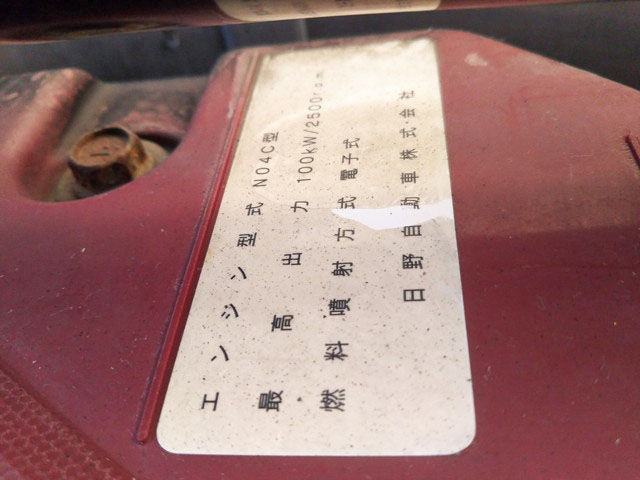 エンジン型式 N04C型
最高出力 100kW/2500r.p.m.
燃料噴射方式 電子式
日野自動車株式会社